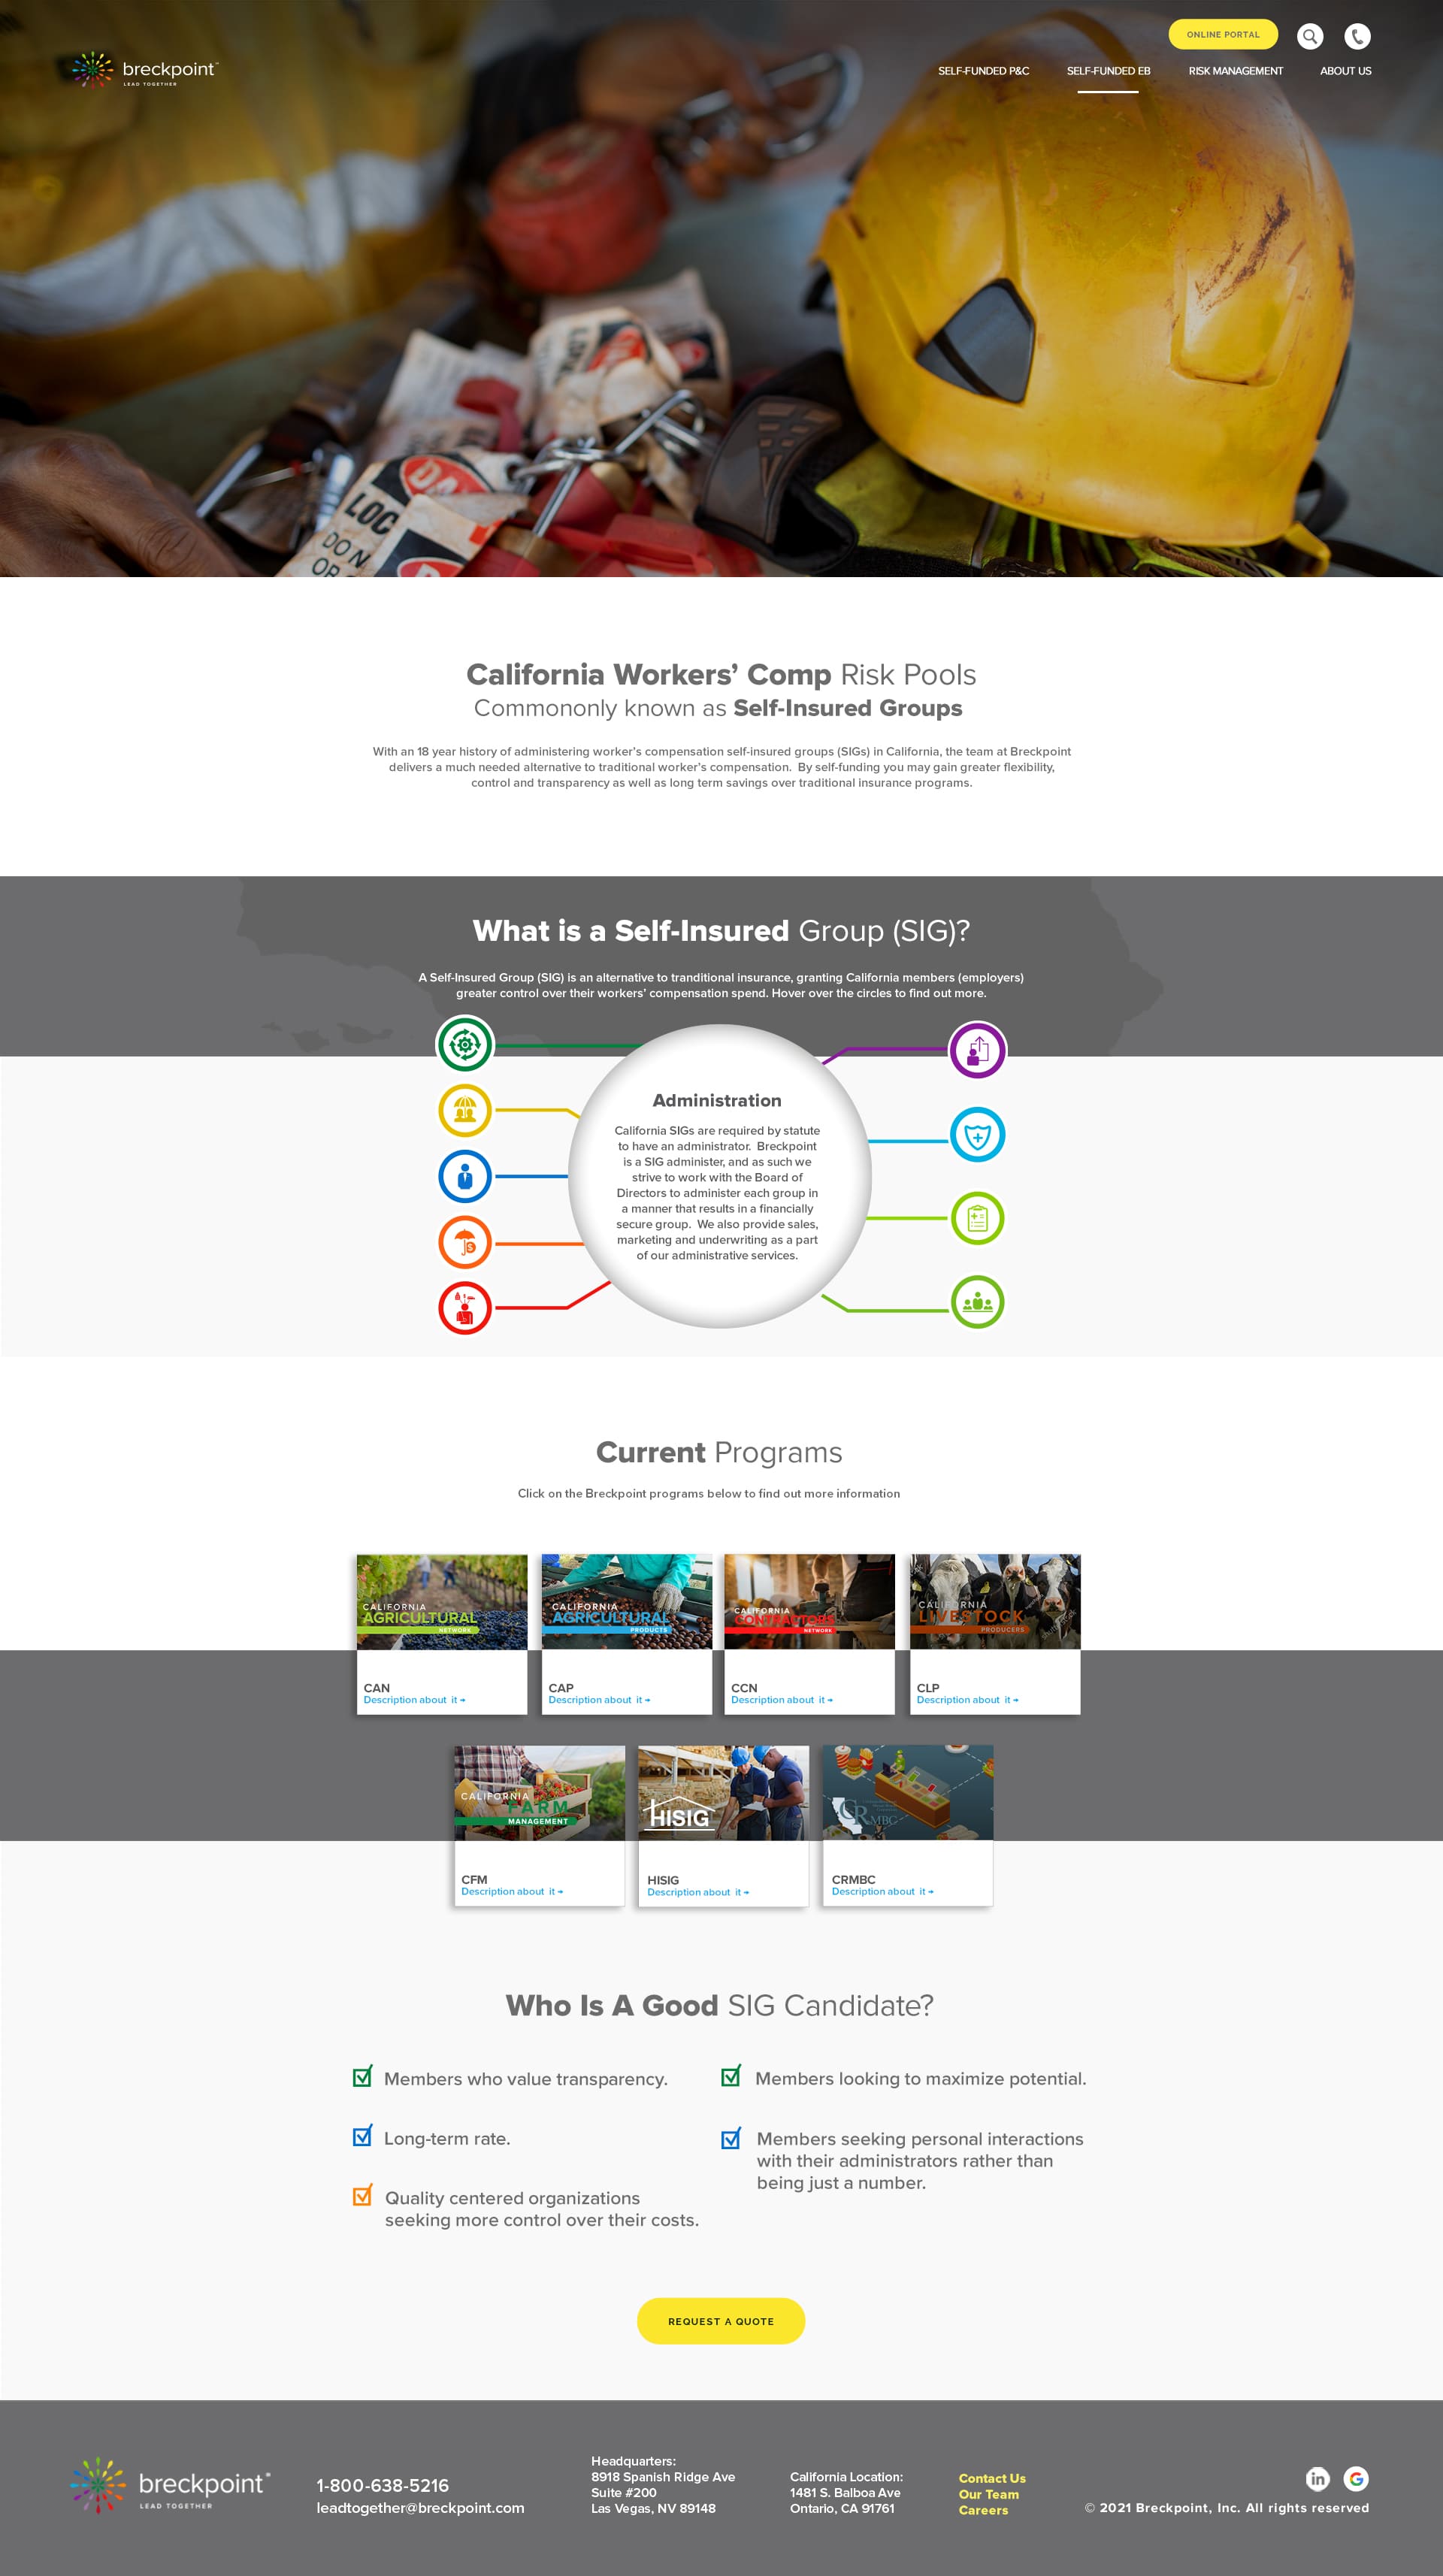 ONLINE PORTAL
breckpoint™
LEAD TOGETHER
SELF-FUNDED P&C SELF-FUNDED EB RISK MANAGEMENT ABOUT US
LOC
DO N
OR
DA
D
California Workers’ Comp Risk Pools
Commononly known as Self-Insured Groups
With an 18 year history of administering worker’s compensation self-insured groups (SIGs) in California, the team at Breckpoint
delivers a much needed alternative to traditional worker’s compensation. By self-funding you may gain greater flexibility,
control and transparency as well as long term savings over traditional insurance programs.
What is a Self-Insured Group (SIG)?
A Self-Insured Group (SIG) is an alternative to tranditional insurance, granting California members (employers)
greater control over their workers’ compensation spend. Hover over the circles to find out more.
Administration
California SIGs are required by statute
to have an administrator. Breckpoint
is a SIG administer, and as such we
strive to work with the Board of
Directors to administer each group in
a manner that results in a financially
secure group. We also provide sales,
marketing and underwriting as a part
of our administrative services.
Current Programs
Click on the Breckpoint programs below to find out more information
CALIFORNIA
AGRICULTURAL
NETWORK
CAN
Description about it →
CALIFORNIA
AGRICULTURAL
PRODUCTS
CAP
Description about it →
CALIFORNIA
CONTRACTORS
NETWORK
CCN
Description about it →
CALIFORNIA
LIVESTOCK
PRODUCERS
CLP
Description about it →
CALIFORNIA
FARM
MANAGEMENT
CFM
Description about it →
HISIG
HISIG
Description about it →
CRMBC
CRMBC
Description about it →
Who Is A Good SIG Candidate?
Members who value transparency.
Long-term rate.
Quality centered organizations
seeking more control over their costs.
Members looking to maximize potential.
Members seeking personal interactions
with their administrators rather than
being just a number.
REQUEST A QUOTE
breckpoint®
LEAD TOGETHER
1-800-638-5216
leadtogether@breckpoint.com
Headquarters:
8918 Spanish Ridge Ave
Suite #200
Las Vegas, NV 89148
California Location:
1481 S. Balboa Ave
Ontario, CA 91761
Contact Us
Our Team
Careers
in G
© 2021 Breckpoint, Inc. All rights reserved